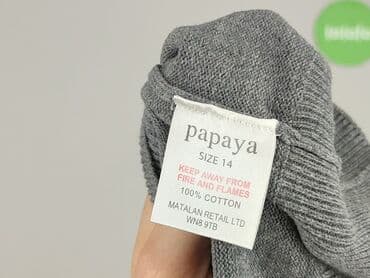 papaya
SIZE 14
KEEP AWAY FROM
FIRE AND FLAMES
100% COTTON
MATALAN RETAIL LTD
WN8 9TB